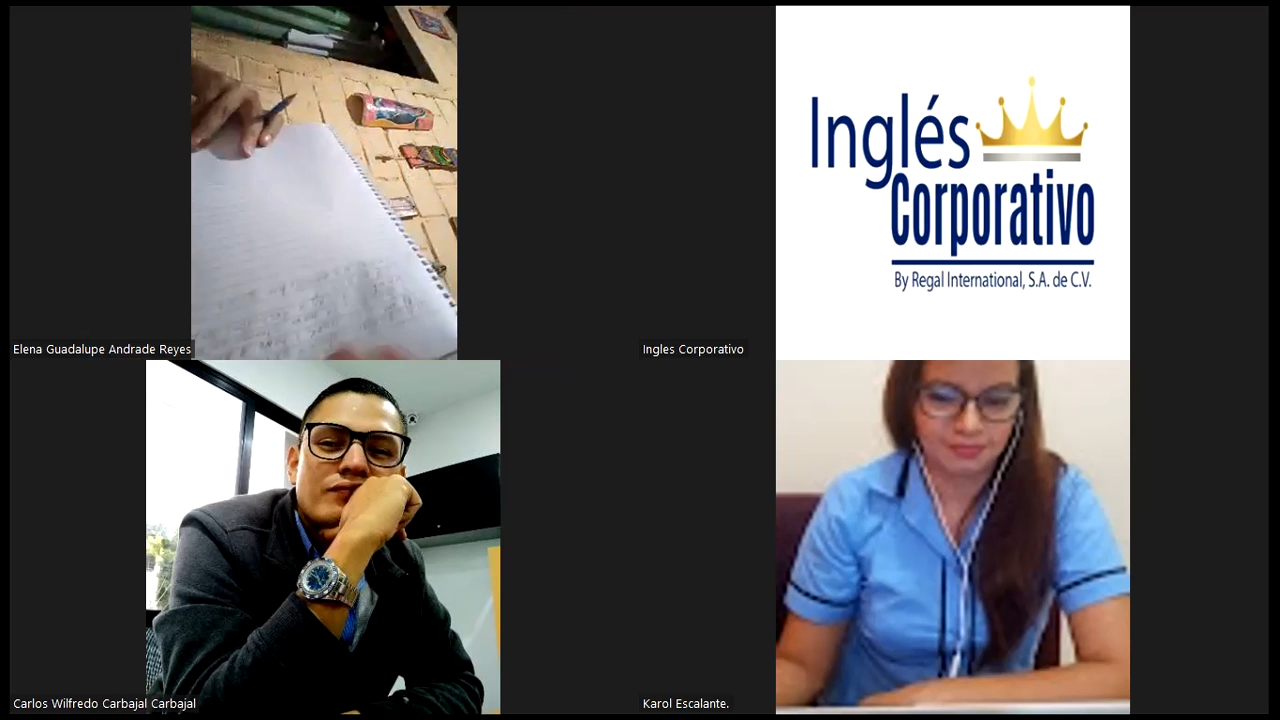 Inglés
Corporativo
By Regal International, S.A. de C.V.
Elena Guadalupe Andrade Reyes
Ingles Corporativo
Carlos Wilfredo Carbajal Carbajal
Karol Escalante.